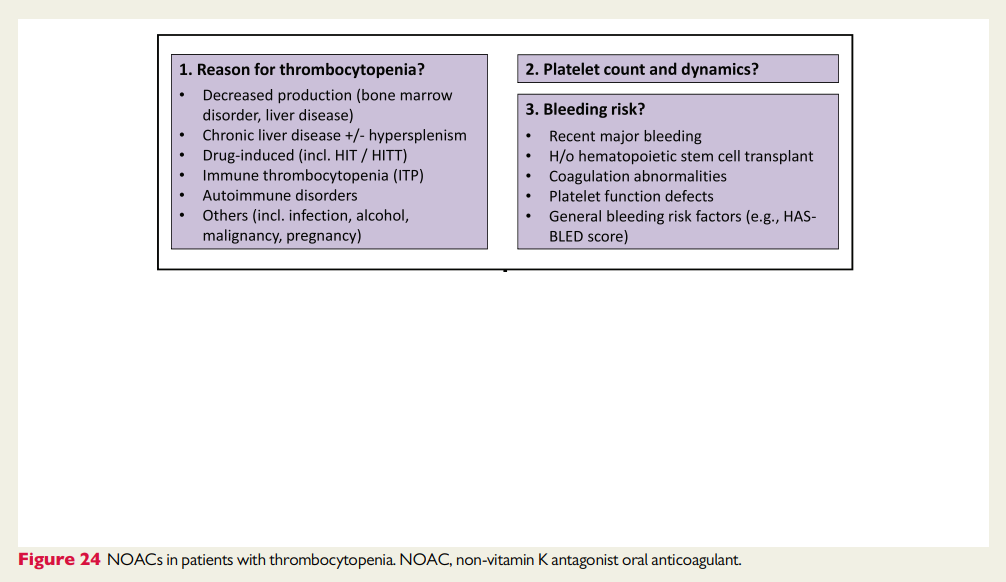 1. Reason for thrombocytopenia?
• Decreased production (bone marrow
disorder, liver disease)
• Chronic liver disease +/- hypersplenism
• Drug-induced (incl. HIT / HITT)
• Immune thrombocytopenia (ITP)
• Autoimmune disorders
• Others (incl. infection, alcohol,
malignancy, pregnancy)
2. Platelet count and dynamics?
3. Bleeding risk?
• Recent major bleeding
• H/o hematopoietic stem cell transplant
• Coagulation abnormalities
• Platelet function defects
• General bleeding risk factors (e.g., HAS-
BLED score)
Figure 24 NOACs in patients with thrombocytopenia. NOAC, non-vitamin K antagonist oral anticoagulant.